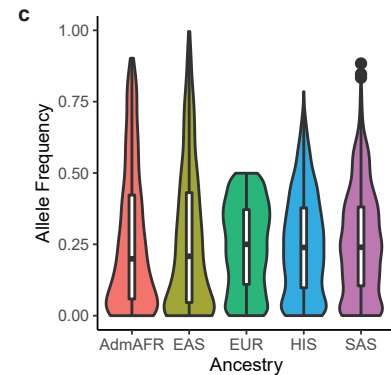 c
Allele Frequency
1.00
0.75
0.50
0.25
0.00
AdmAFR EAS EUR HIS SAS
Ancestry